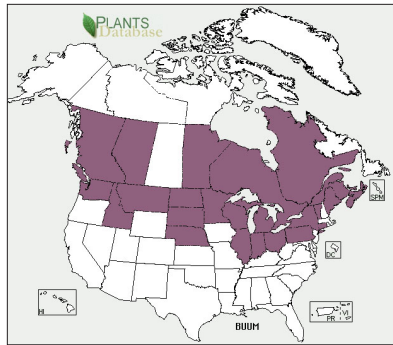 PLANTS
Database
SPM
DC
HI
PR
VI
BUUM